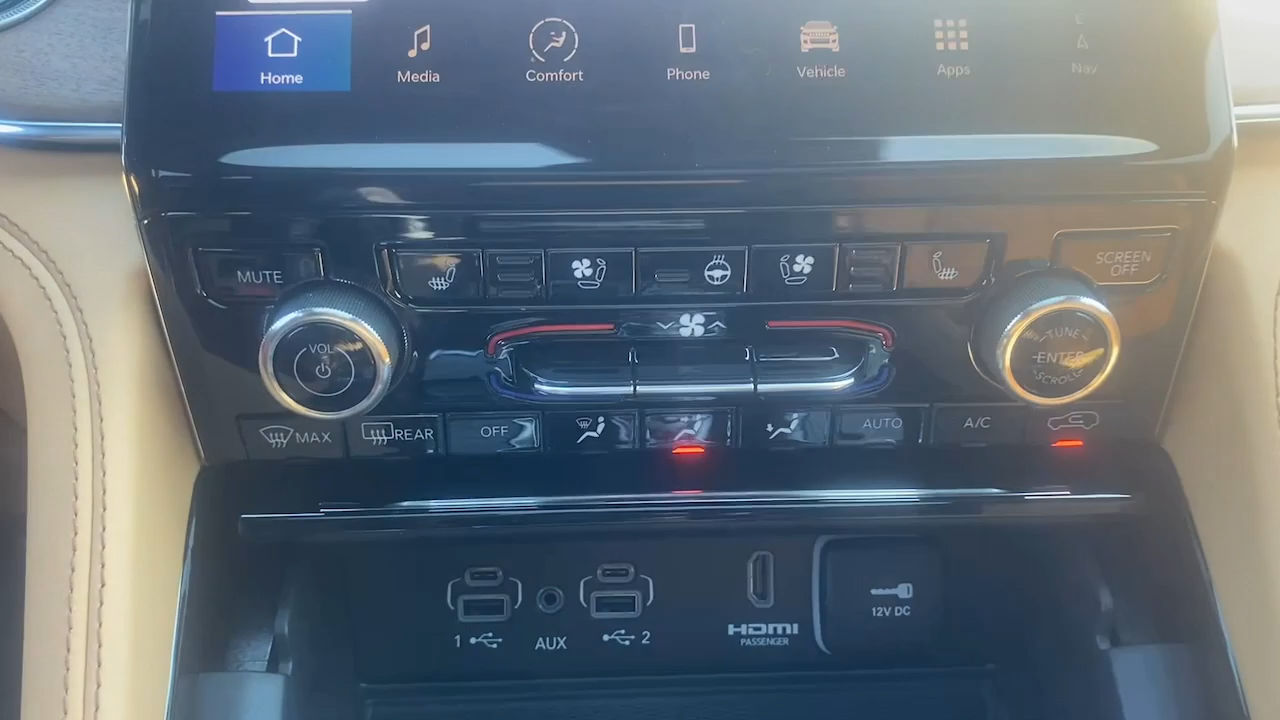 Home
Media
Comfort
Phone
Vehicle
Apps
Nav
MUTE
SCREEN
OFF
VOL
TUNE
ENTER
SCROLL
MAX
REAR
OFF
AUTO
A/C
1
AUX
2
HDMI
PASSENGER
12V DC